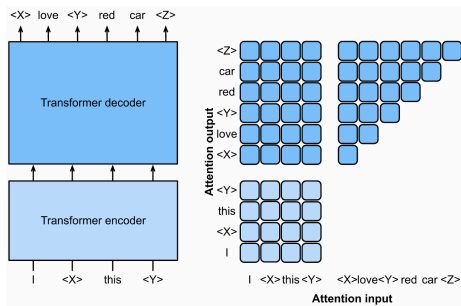 <X> love <Y> red car <Z>
Transformer decoder
Transformer encoder
I <X> this <Y>
Attention output
<Z>
car
red
<Y>
love
<X>
<Y>
this
<X>
I
I <X> this <Y> <X> love <Y> red car <Z>
Attention input